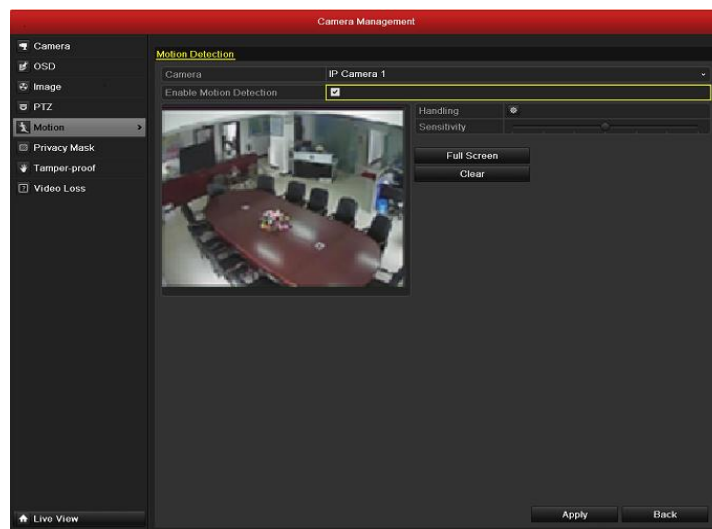 Camera Management
Camera
OSD
Image
PTZ
Motion
Privacy Mask
Tamper-proof
Video Loss
Live View
Motion Detection
Camera IP Camera 1
Enable Motion Detection
Handling
Sensitivity
Full Screen
Clear
Apply Back